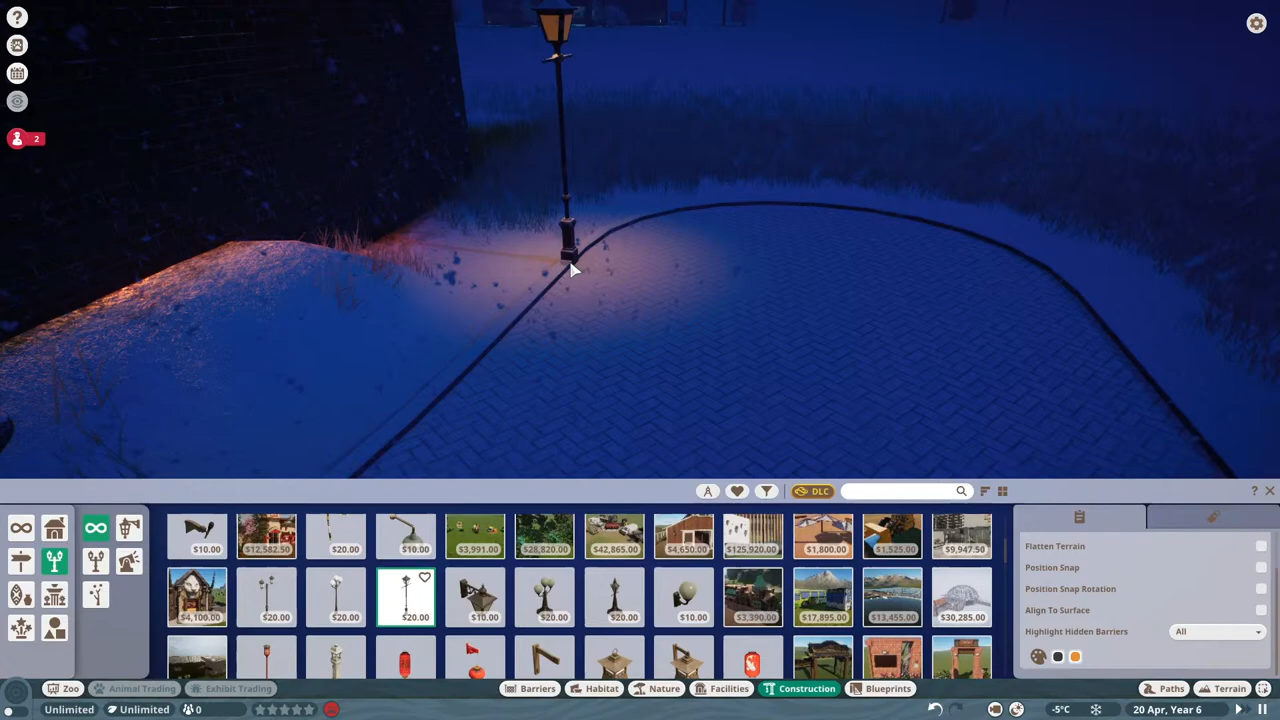 ?
2
DLC
? ×
$10.00 $12,582.50 $20.00 $10.00 $3,991.00 $28,820.00 $42,865.00 $4,650.00 $125,920.00 $1,800.00 $1,525.00 $9,947.50
$4,100.00 $20.00 $20.00 $20.00 $10.00 $20.00 $20.00 $10.00 $3,390.00 $17,895.00 $13,455.00 $30,285.00
Flatten Terrain
Position Snap
Position Snap Rotation
Align To Surface
Highlight Hidden Barriers All
Zoo Animal Trading Exhibit Trading Barriers Habitat Nature Facilities Construction Blueprints Paths Terrain
Unlimited Unlimited 0 -5°C 20 Apr, Year 6